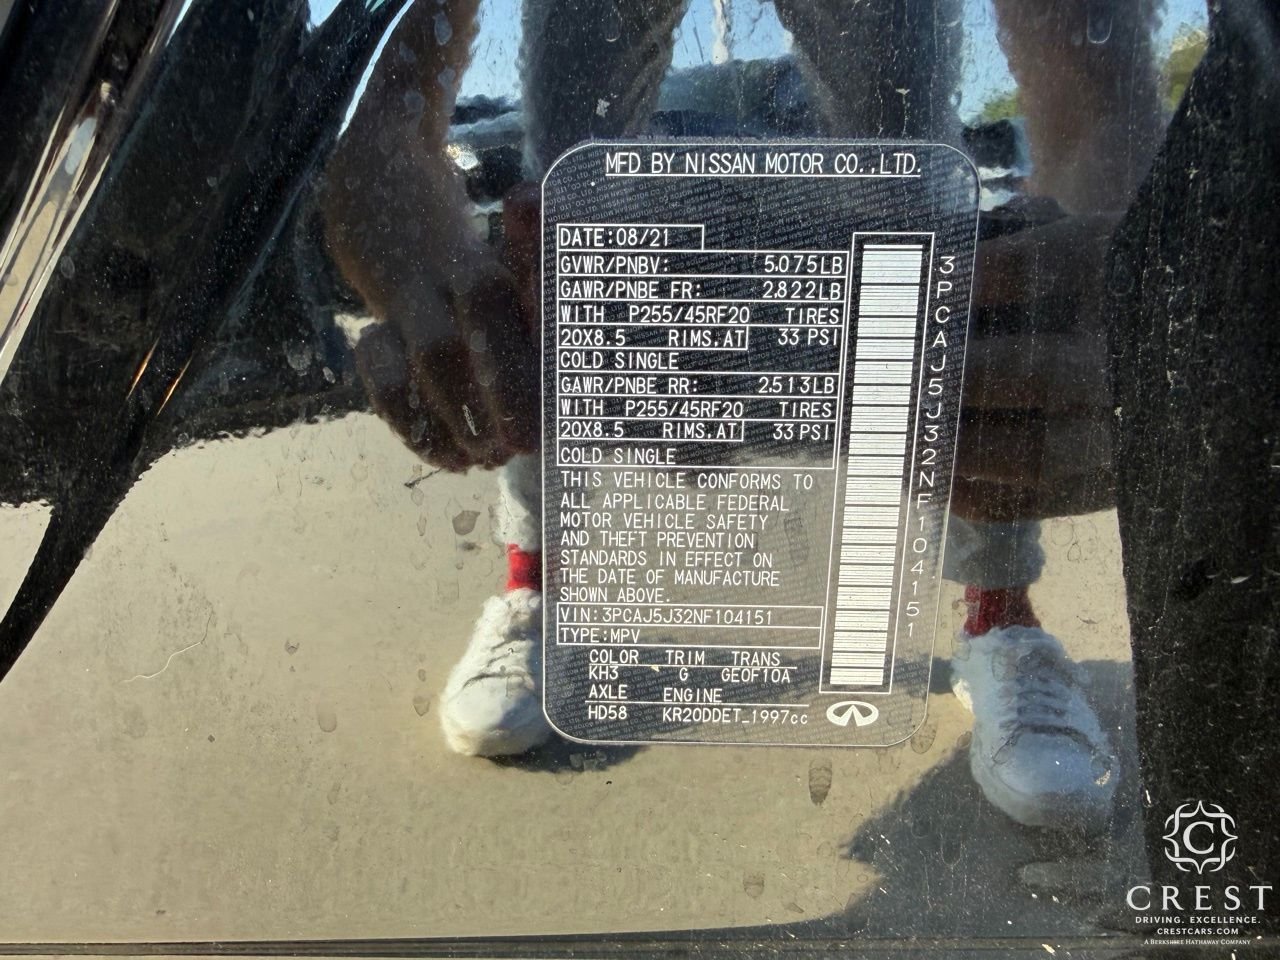 MFD BY NISSAN MOTOR CO.,LTD.
DATE:08/21
GVWR/PNBV: 5.075LB
GAWR/PNBE FR: 2.822LB
WITH P255/45RF20 TIRES
20X8.5 RIMS.AT 33 PSI
COLD SINGLE
GAWR/PNBE RR: 2.513LB
WITH P255/45RF20 TIRES
20X8.5 RIMS.AT 33 PSI
COLD SINGLE
THIS VEHICLE CONFORMS TO
ALL APPLICABLE FEDERAL
MOTOR VEHICLE SAFETY
AND THEFT PREVENTION
STANDARDS IN EFFECT ON
THE DATE OF MANUFACTURE
SHOWN ABOVE.
VIN:3PCAJ5J32NF104151
TYPE:MPV
COLOR TRIM TRANS
KH3 G GE0F10A
AXLE ENGINE
HD58 KR20DDET_1997cc
3PCAJ5J32NF104151
C
CREST
DRIVING. EXCELLENCE.
CRESTCARS.COM
A BERKSHIRE HATHAWAY COMPANY